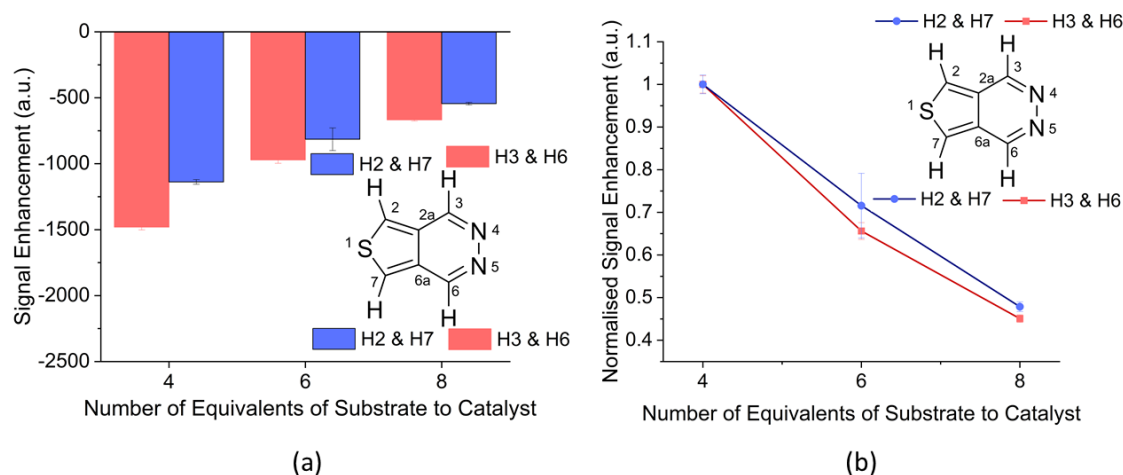 0
-500
-1000
-1500
-2000
-2500
Signal Enhancement (a.u.)
4
6
8
Number of Equivalents of Substrate to Catalyst
H2 & H7
H3 & H6
H
H
2
2a
3
S
1
N
4
N
5
7
6a
6
H
H
H2 & H7
H3 & H6
(a)
H2 & H7
H3 & H6
1.1
1
0.9
0.8
0.7
0.6
0.5
0.4
Normalised Signal Enhancement (a.u.)
4
6
8
Number of Equivalents of Substrate to Catalyst
H
H
2
2a
3
S
1
N
4
N
5
7
6a
6
H
H
H2 & H7
H3 & H6
(b)